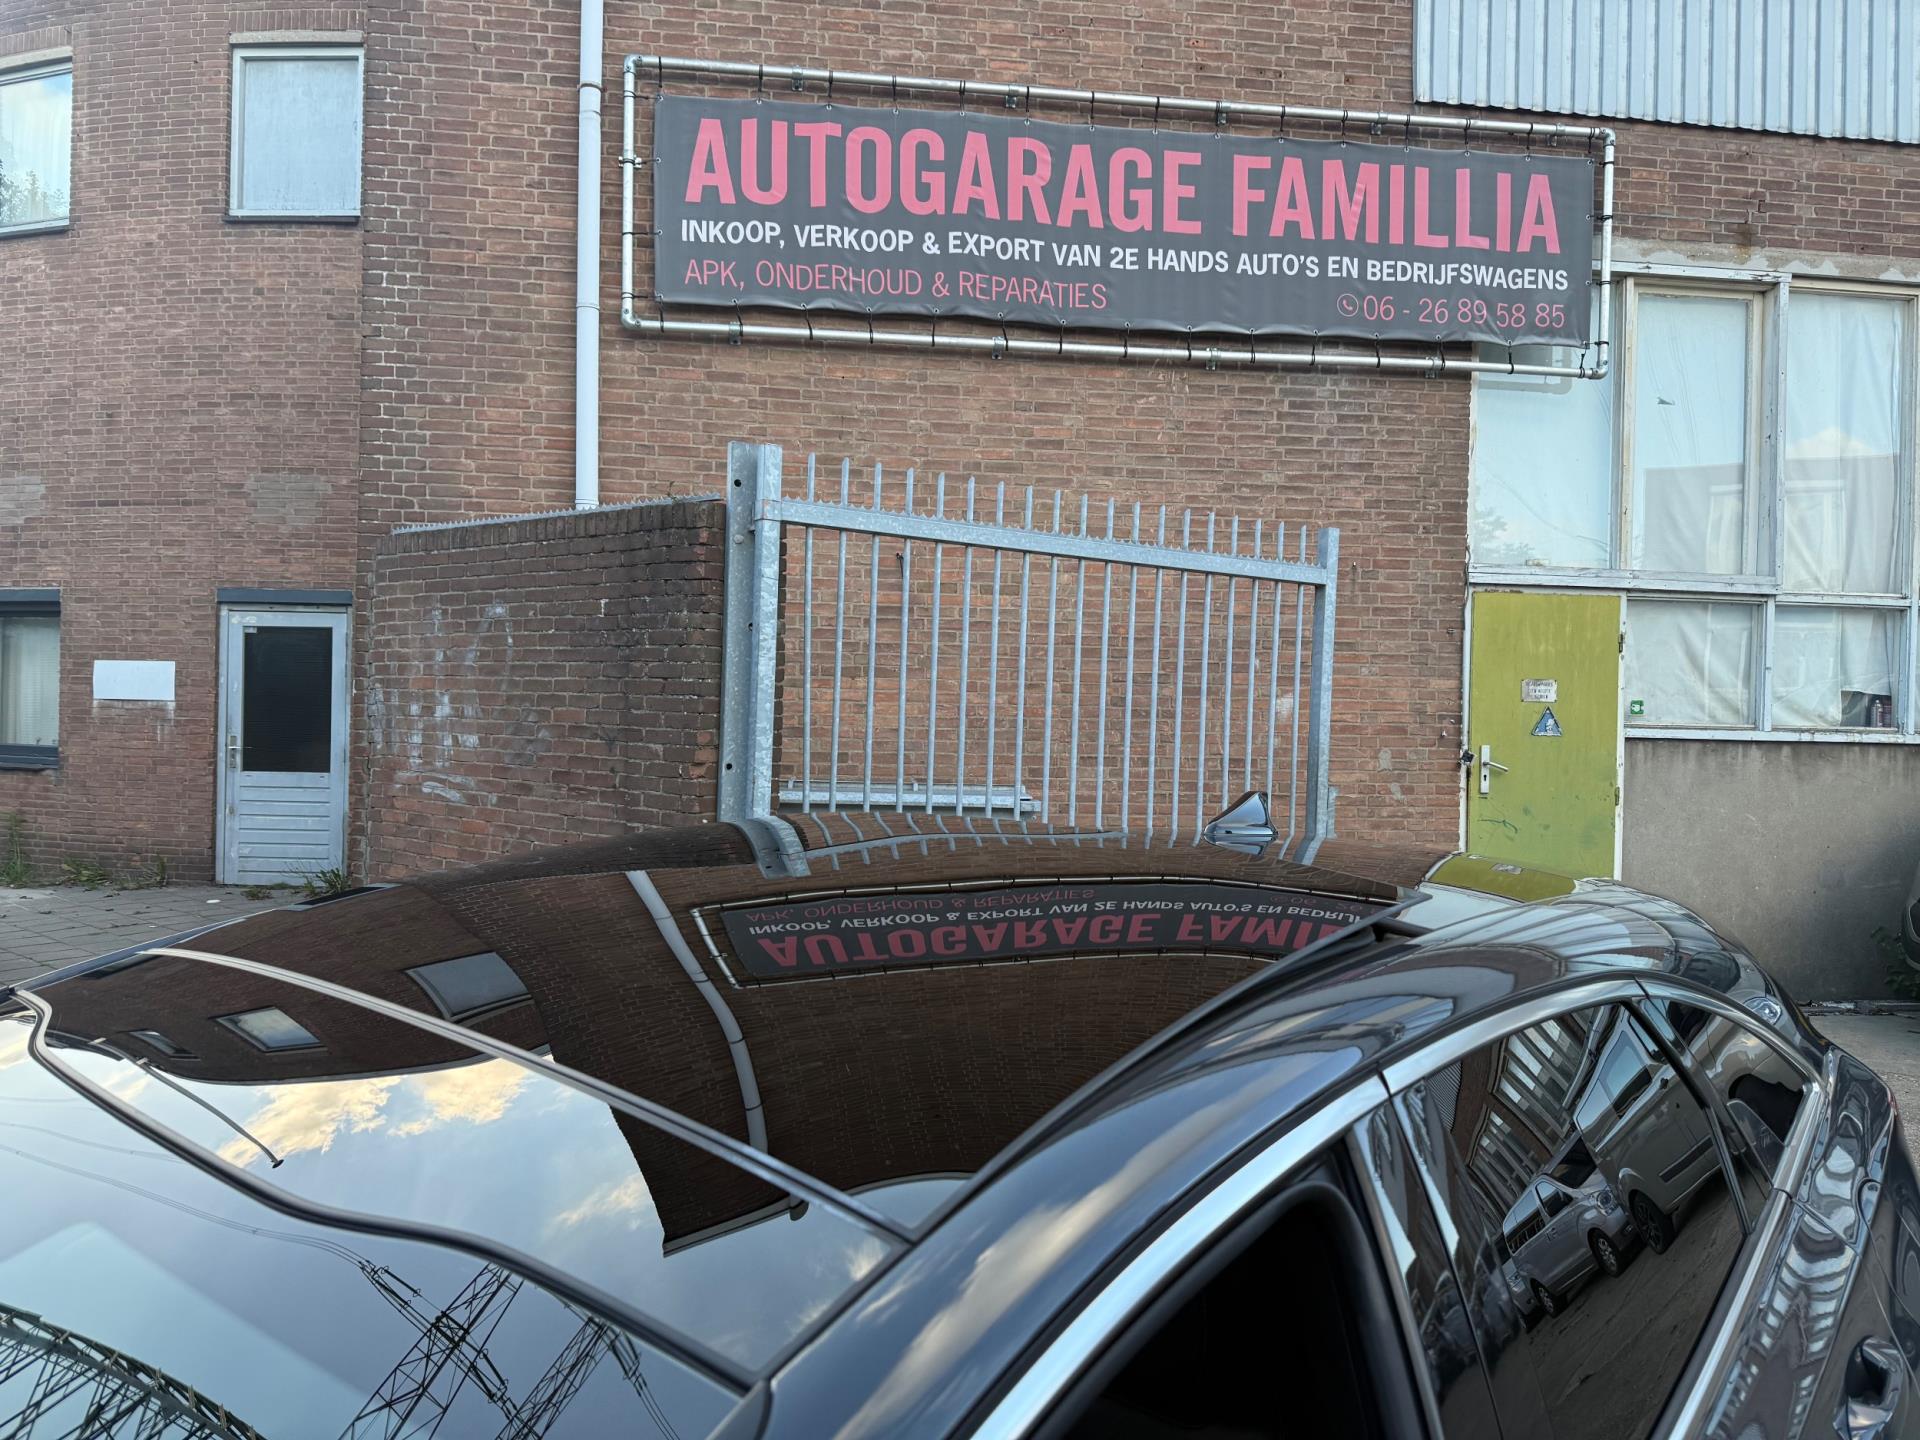 AUTOGARAGE FAMILLIA
INKOOP, VERKOOP & EXPORT VAN 2E HANDS AUTO'S EN BEDRIJFSWAGENS
APK, ONDERHOUD & REPARATIES
06 - 26 89 58 85